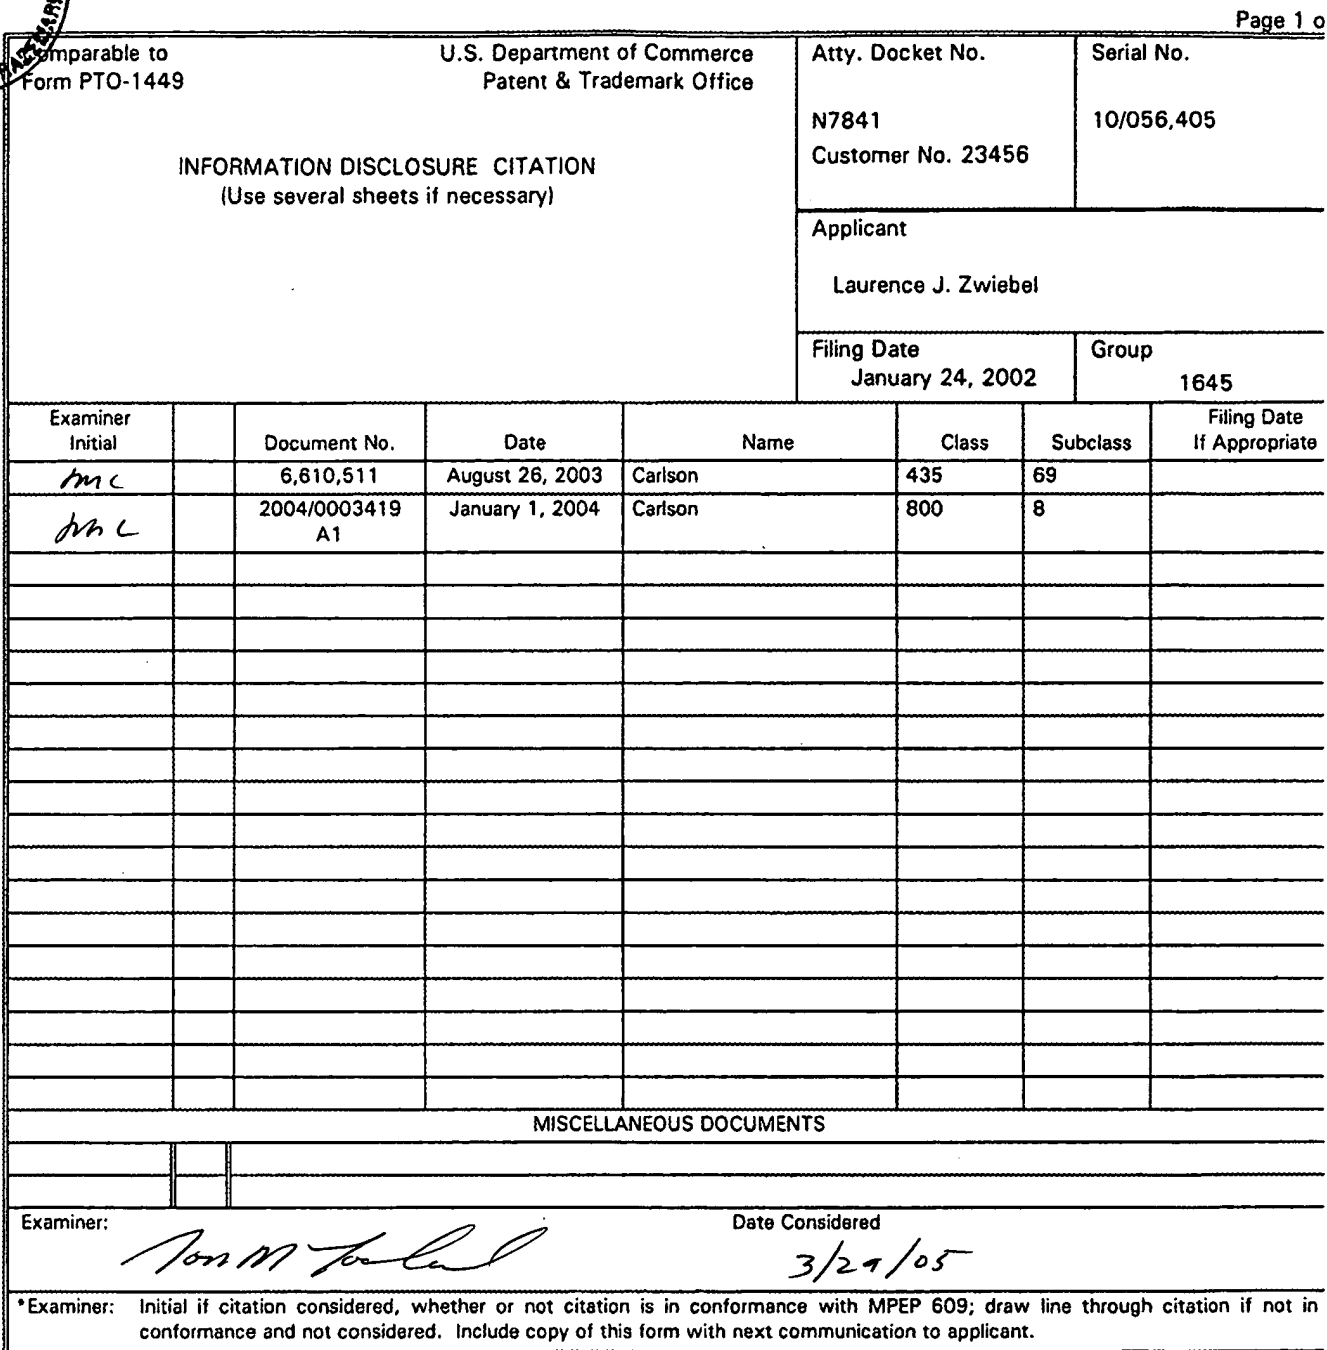 Page 1 o
Comparable to
Form PTO-1449
U.S. Department of Commerce
Patent & Trademark Office
INFORMATION DISCLOSURE CITATION
(Use several sheets if necessary)
Atty. Docket No.
N7841
Customer No. 23456
Serial No.
10/056,405
Applicant
Laurence J. Zwiebel
Filing Date
January 24, 2002
Group
1645
Examiner Initial Document No. Date Name Class Subclass Filing Date If Appropriate
6,610,511 August 26, 2003 Carlson 435 69
2004/0003419 January 1, 2004 Carlson 800 8
A1
MISCELLANEOUS DOCUMENTS
Examiner:
Date Considered
3/29/05
*Examiner: Initial if citation considered, whether or not citation is in conformance with MPEP 609; draw line through citation if not in
conformance and not considered. Include copy of this form with next communication to applicant.